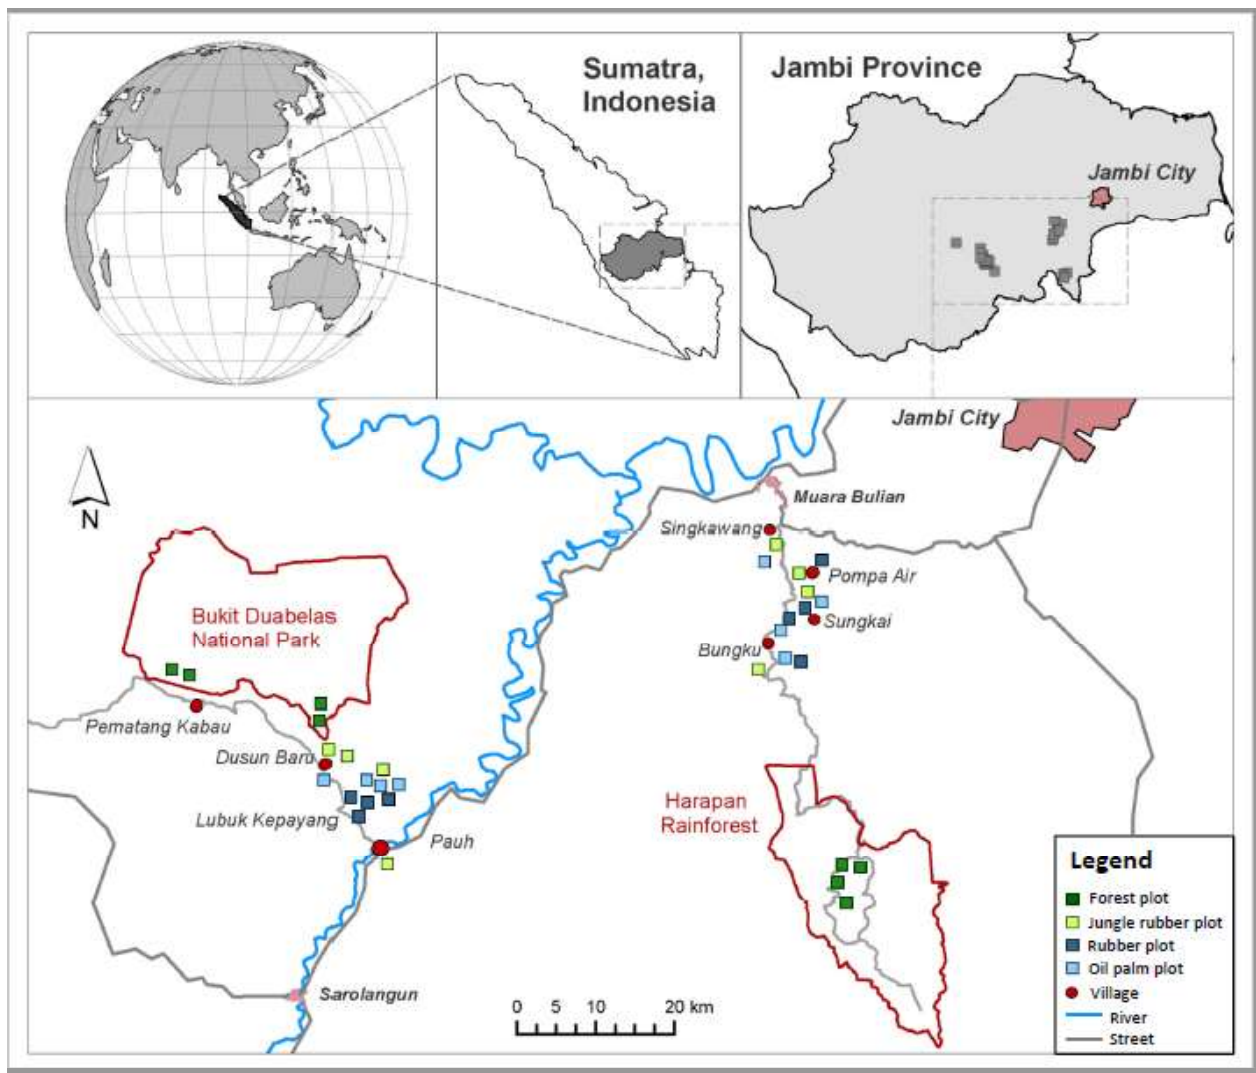 Sumatra,
Indonesia
Jambi Province
Jambi City
Jambi City
N
Muara Bulian
Singkawang
Pompa Air
Sungkai
Bungku
Bukit Duabelas
National Park
Pematang Kabau
Dusun Baru
Lubuk Kepayang
Pauh
Harapan
Rainforest
Sarolangun
0 5 10 20 km
Legend
Forest plot
Jungle rubber plot
Rubber plot
Oil palm plot
Village
River
Street